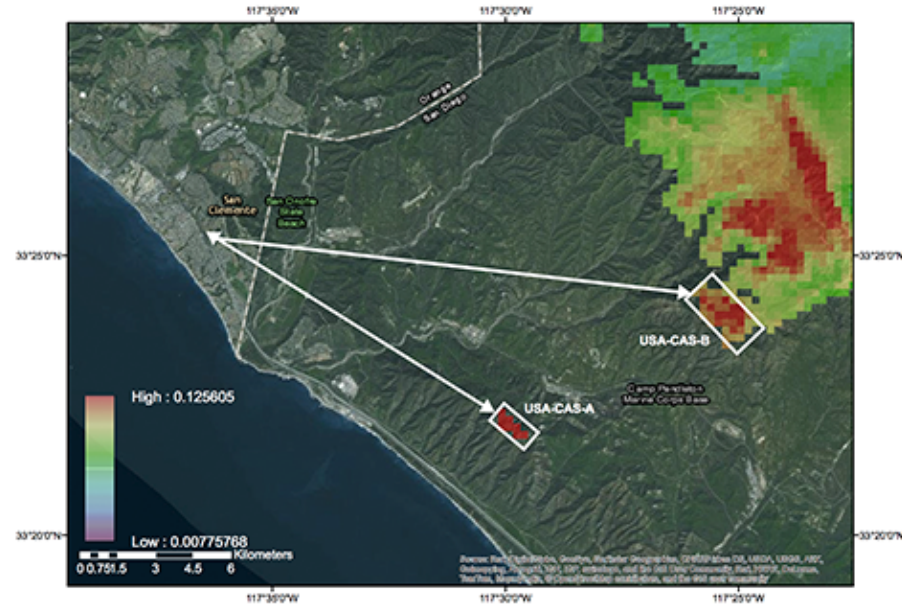 117°35'0"W
117°30'0"W
117°25'0"W
Orange
San Diego
San
Clemente
San Onofre
State
Beach
33°25'0"N
33°25'0"N
USA-CAS-B
Camp Pendleton
Marine Corps Base
USA-CAS-A
High : 0.125605
Low : 0.00775768
Kilometers
0 0.751.5 3 4.5 6
33°20'0"N
33°20'0"N
117°35'0"W
117°30'0"W
117°25'0"W